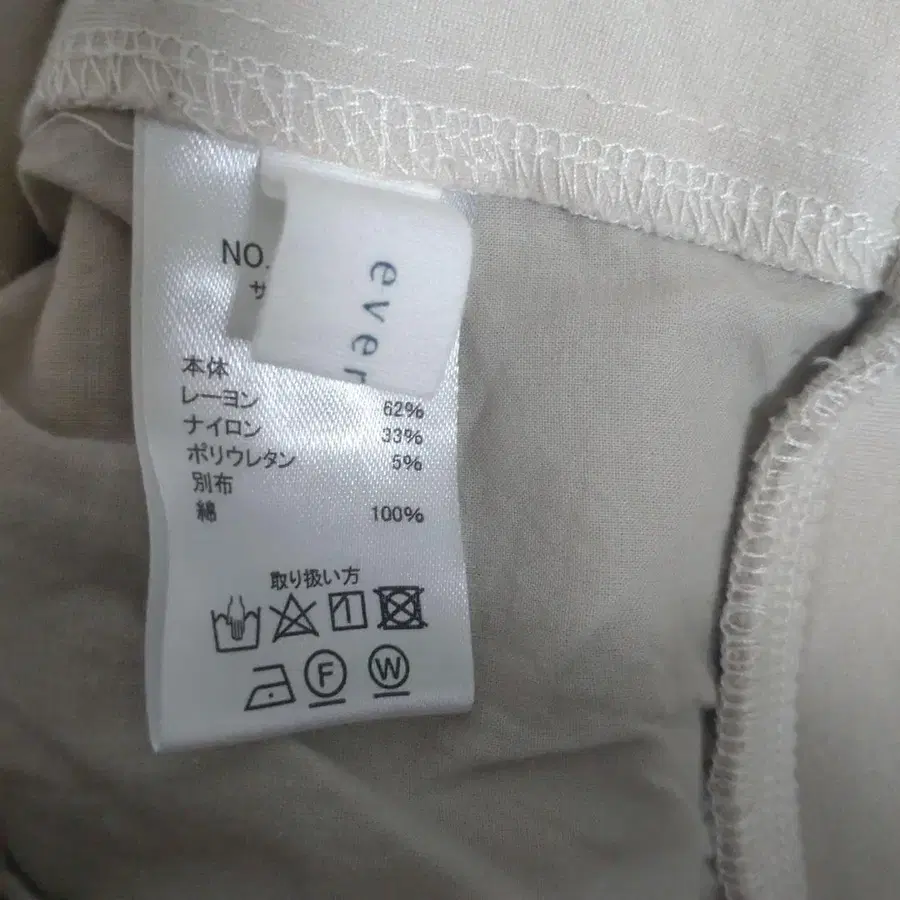 NO.
サ
ever
本体
レーヨン 62%
ナイロン 33%
ポリウレタン 5%
別布
綿 100%
取り扱い方
F W